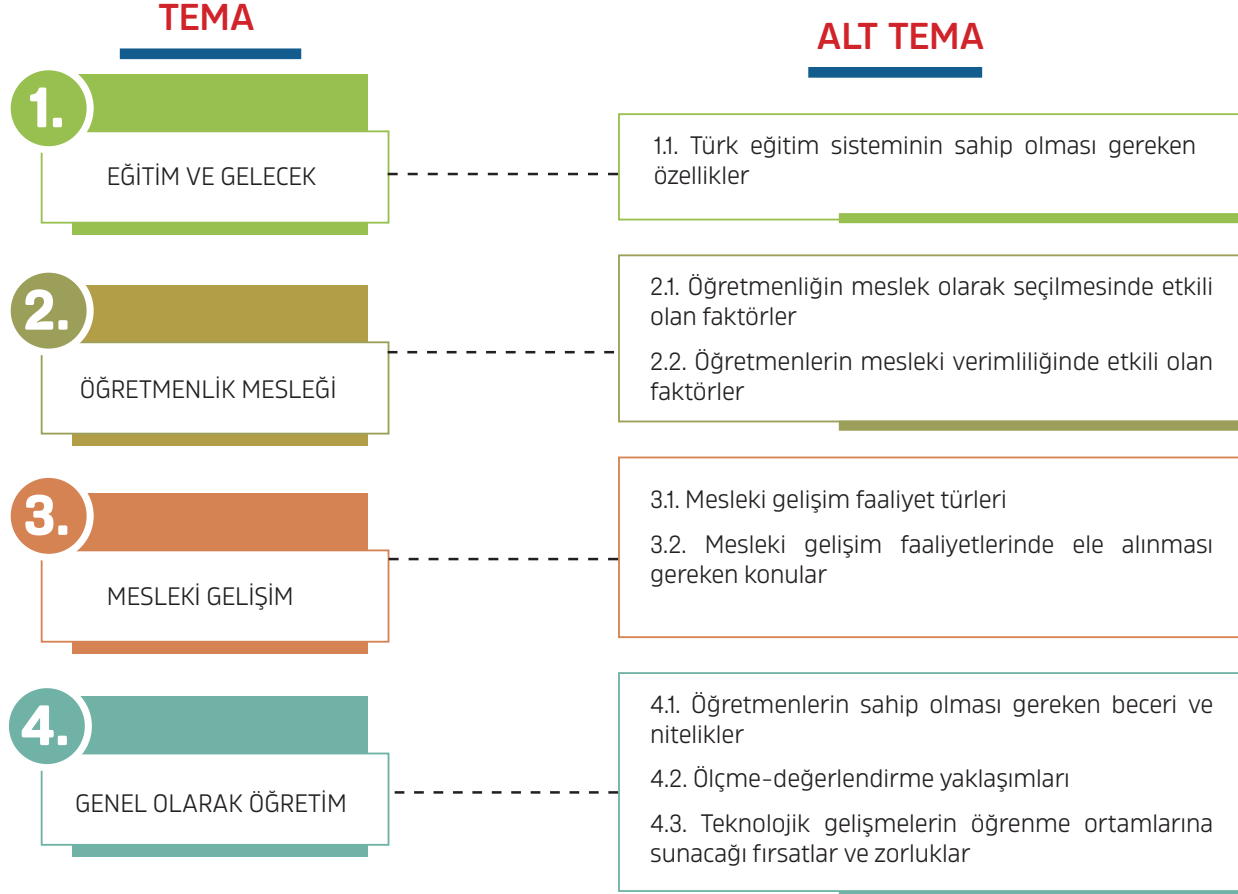 TEMA
ALT TEMA
1.
EĞİTİM VE GELECEK
1.1. Türk eğitim sisteminin sahip olması gereken
özellikler
2.
ÖĞRETMENLİK MESLEĞİ
2.1. Öğretmenliğin meslek olarak seçilmesinde etkili
olan faktörler
2.2. Öğretmenlerin mesleki verimliliğinde etkili olan
faktörler
3.
MESLEKİ GELİŞİM
3.1. Mesleki gelişim faaliyet türleri
3.2. Mesleki gelişim faaliyetlerinde ele alınması
gereken konular
4.
GENEL OLARAK ÖĞRETİM
4.1. Öğretmenlerin sahip olması gereken beceri ve
nitelikler
4.2. Ölçme-değerlendirme yaklaşımları
4.3. Teknolojik gelişmelerin öğrenme ortamlarına
sunacağı fırsatlar ve zorluklar